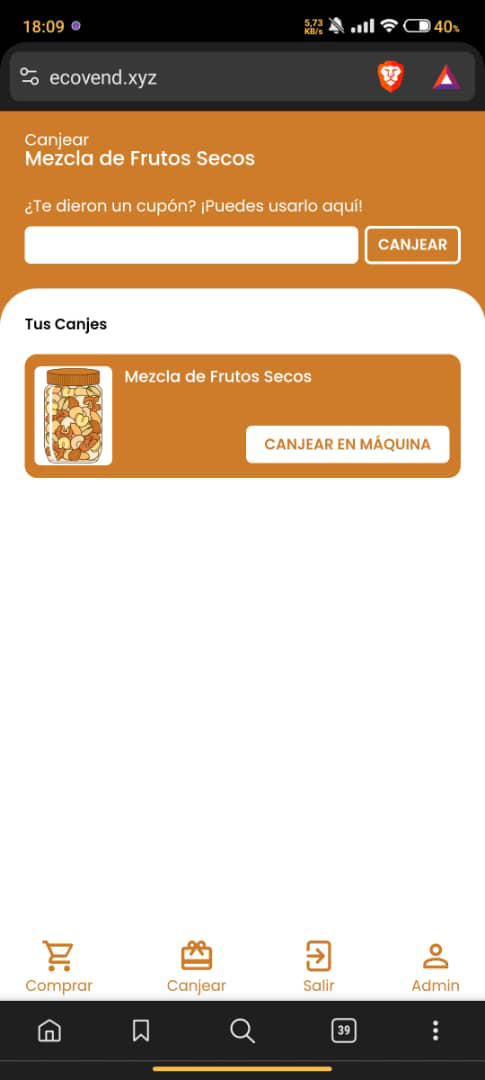 18:09
5,73
KB/s
40%
ecovend.xyz
Canjear
Mezcla de Frutos Secos
¿Te dieron un cupón? ¡Puedes usarlo aquí!
CANJEAR
Tus Canjes
Mezcla de Frutos Secos
CANJEAR EN MÁQUINA
Comprar
Canjear
Salir
Admin
39